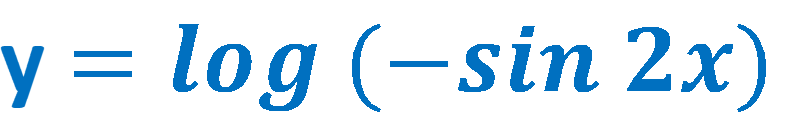 y = log (−sin 2x)